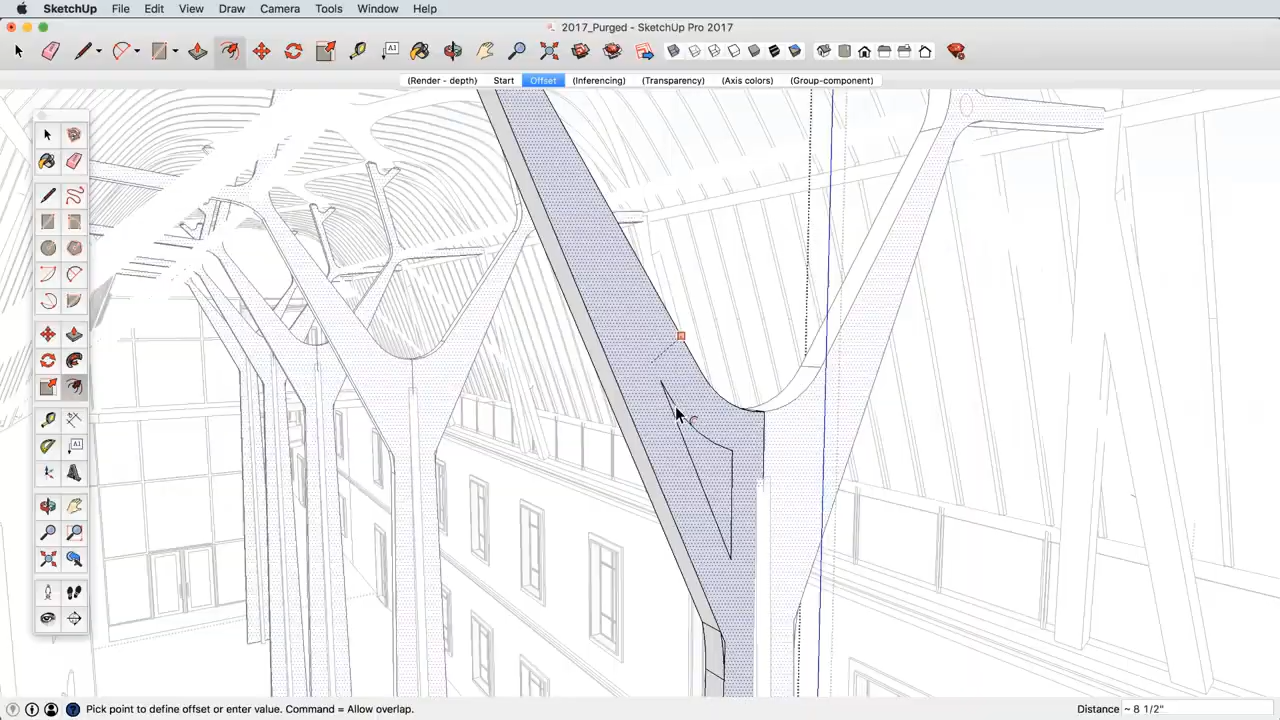 SketchUp File Edit View Draw Camera Tools Window Help
2017_Purged - SketchUp Pro 2017
A1
(Render - depth) Start Offset (Inferencing) (Transparency) (Axis colors) (Group-component)
A1
Pick point to define offset or enter value. Command = Allow overlap. Distance ~ 8 1/2"